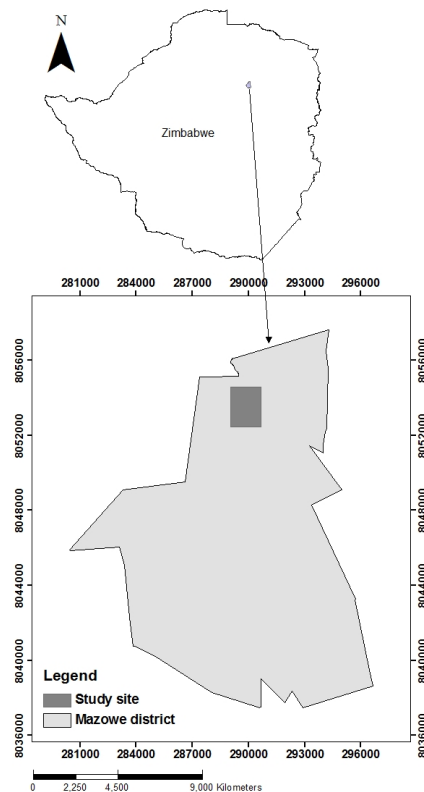 N
Zimbabwe
281000 284000 287000 290000 293000 296000
8056000 8056000
8052000 8052000
8048000 8048000
8044000 8044000
8040000 8040000
8036000 8036000
Legend
Study site
Mazowe district
281000 284000 287000 290000 293000 296000
0 2,250 4,500 9,000 Kilometers